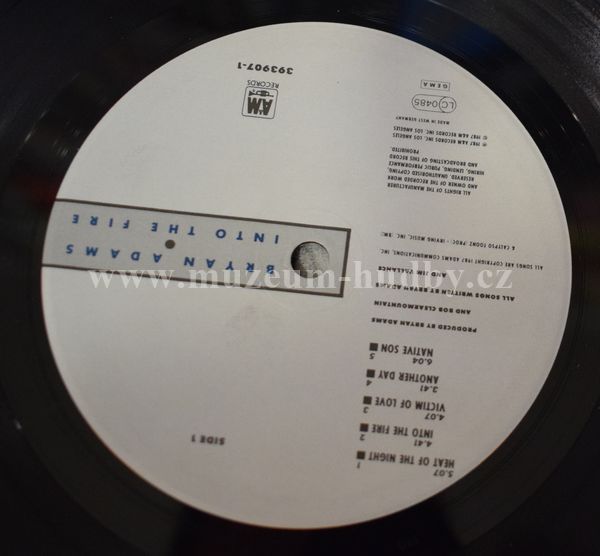 SIDE 1
1
HEAT OF THE NIGHT
5.07
2
INTO THE FIRE
4.41
3
VICTIM OF LOVE
4.07
4
ANOTHER DAY
3.41
5
NATIVE SON
6.04
PRODUCED BY BRYAN ADAMS
AND BOB CLEARMOUNTAIN
ALL SONGS WRITTEN BY BRYAN ADAMS
AND JIM VALLANCE
ALL SONGS ARE COPYRIGHT 1987 ADAMS COMMUNICATIONS, INC.
& CALYPSO TOONZ - PROC - IRVING MUSIC, INC. BMI
BRYAN ADAMS
INTO THE FIRE
ALL RIGHTS OF THE MANUFACTURER
AND OWNER OF THE RECORDED WORK
RESERVED. UNAUTHORISED COPYING,
HIRING, LENDING, PUBLIC PERFORMANCE
AND BROADCASTING OF THIS RECORD
PROHIBITED.
℗ 1987 A&M RECORDS, INC. LOS ANGELES
© 1987 A&M RECORDS, INC. LOS ANGELES
MADE IN WEST GERMANY
LC 0485
GEMA
A&M
RECORDS
393907-1
www.muzeum-hudby.cz